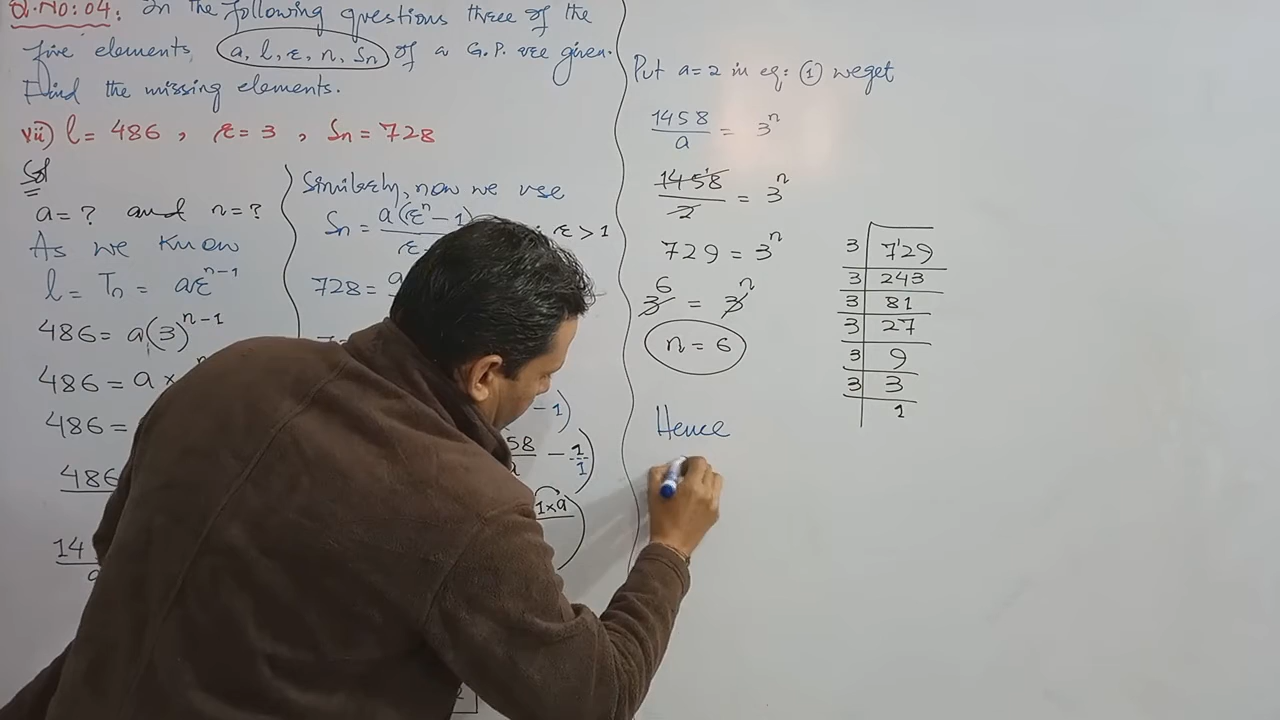 Q.No:04: In the following questions three of the
five elements, a, l, r, n, Sn of a G.P. are given.
Find the missing elements.
vii) l = 486 , r = 3 , Sn = 728
Sol
a = ? and n = ?
As we know
l = Tn = ar^(n-1)
486 = a(3)^(n-1)
486 = a ×
486 =
486
14
Similarly, now we use
Sn = a(r^n - 1)
r > 1
728 =
- 1)
58
- 1/1)
1×a
Put a = 2 in eq: (1) we get
1458/a = 3^n
1458/2 = 3^n
729 = 3^n
3^6 = 3^n
n = 6
3 | 729
3 | 243
3 | 81
3 | 27
3 | 9
3 | 3
1
Hence